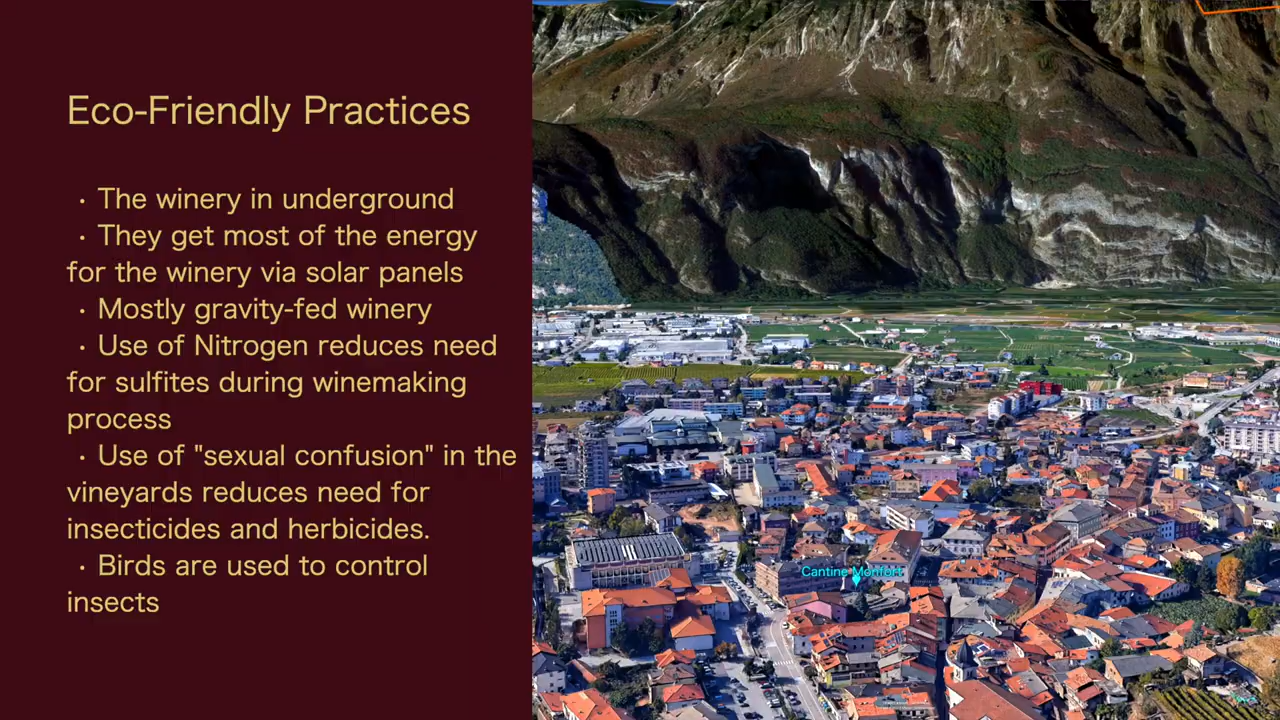 Eco-Friendly Practices
· The winery in underground
· They get most of the energy
for the winery via solar panels
· Mostly gravity-fed winery
· Use of Nitrogen reduces need
for sulfites during winemaking
process
· Use of "sexual confusion" in the
vineyards reduces need for
insecticides and herbicides.
· Birds are used to control
insects
Cantine Monfort